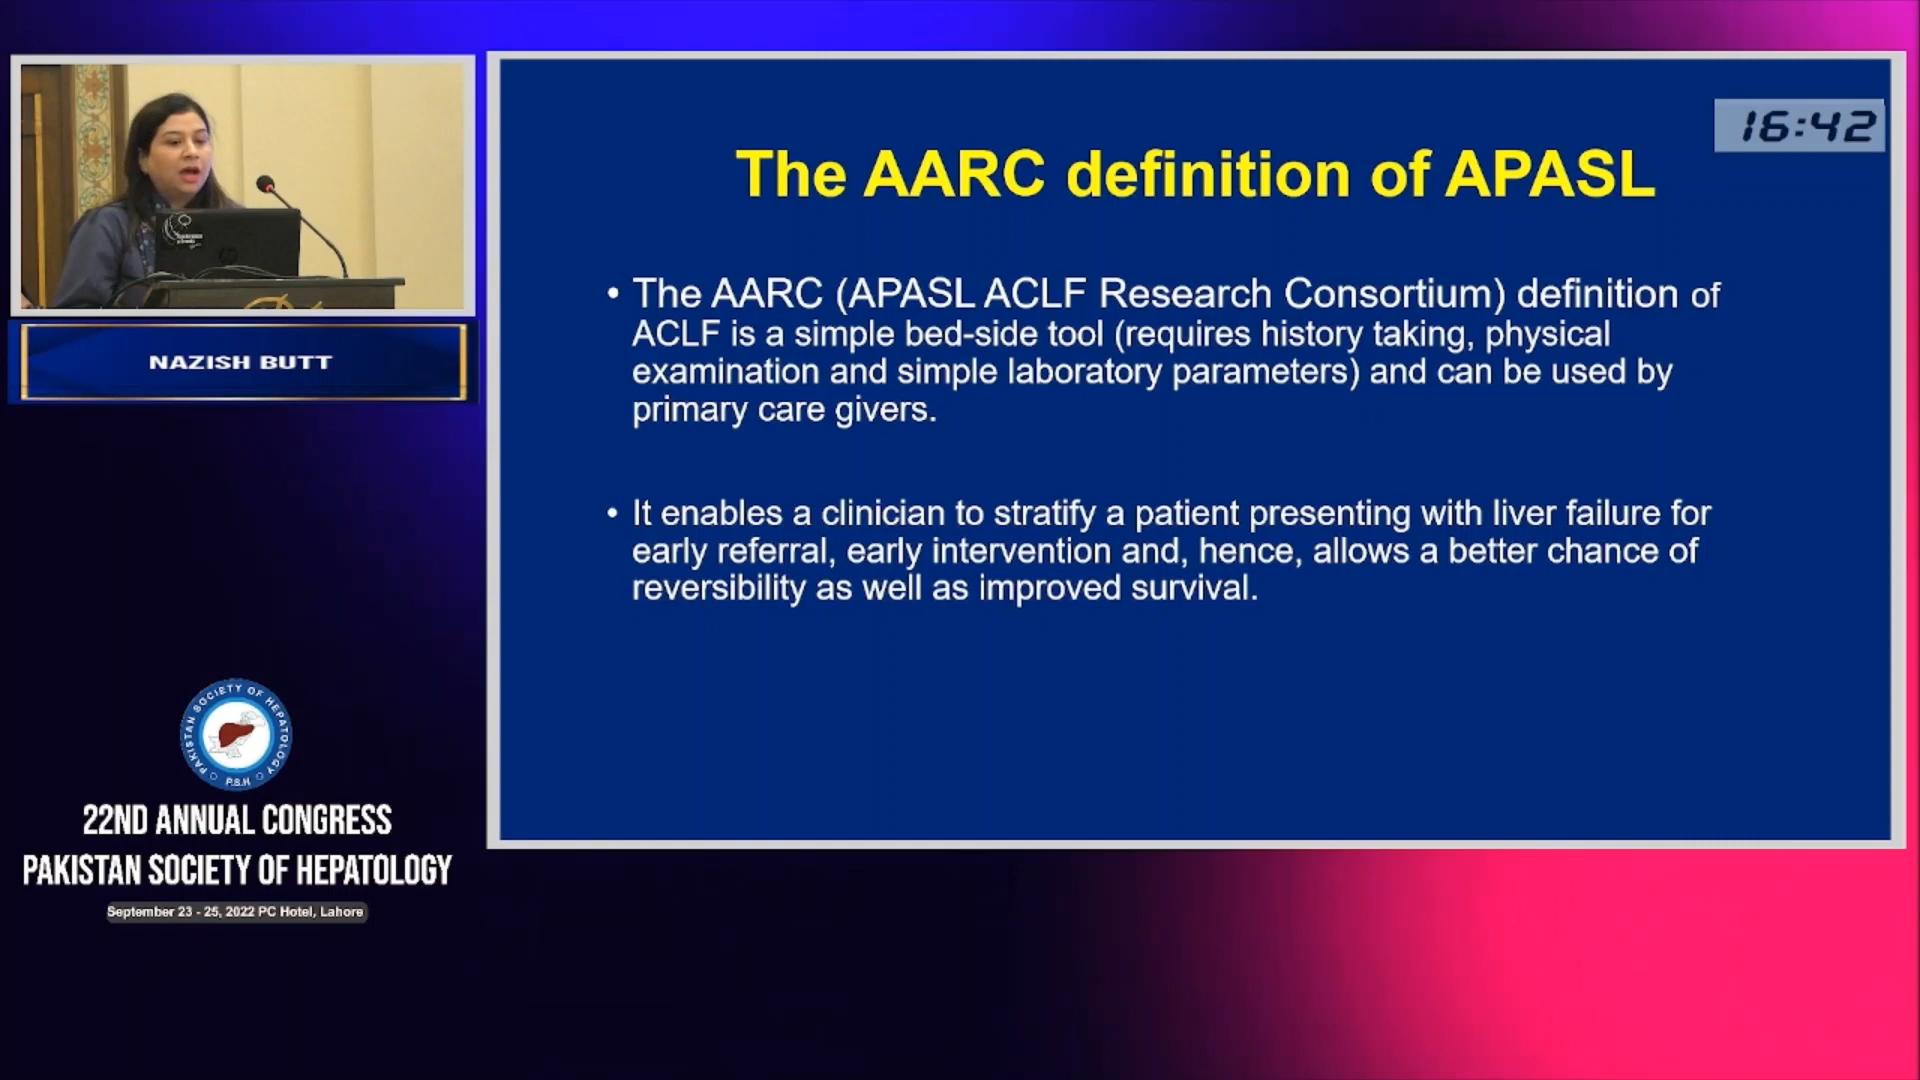 16:42
The AARC definition of APASL
• The AARC (APASL ACLF Research Consortium) definition of
ACLF is a simple bed-side tool (requires history taking, physical
examination and simple laboratory parameters) and can be used by
primary care givers.
• It enables a clinician to stratify a patient presenting with liver failure for
early referral, early intervention and, hence, allows a better chance of
reversibility as well as improved survival.
NAZISH BUTT
PAKISTAN SOCIETY OF HEPATOLOGY
P.S.H
22ND ANNUAL CONGRESS
PAKISTAN SOCIETY OF HEPATOLOGY
September 23 - 25, 2022 PC Hotel, Lahore